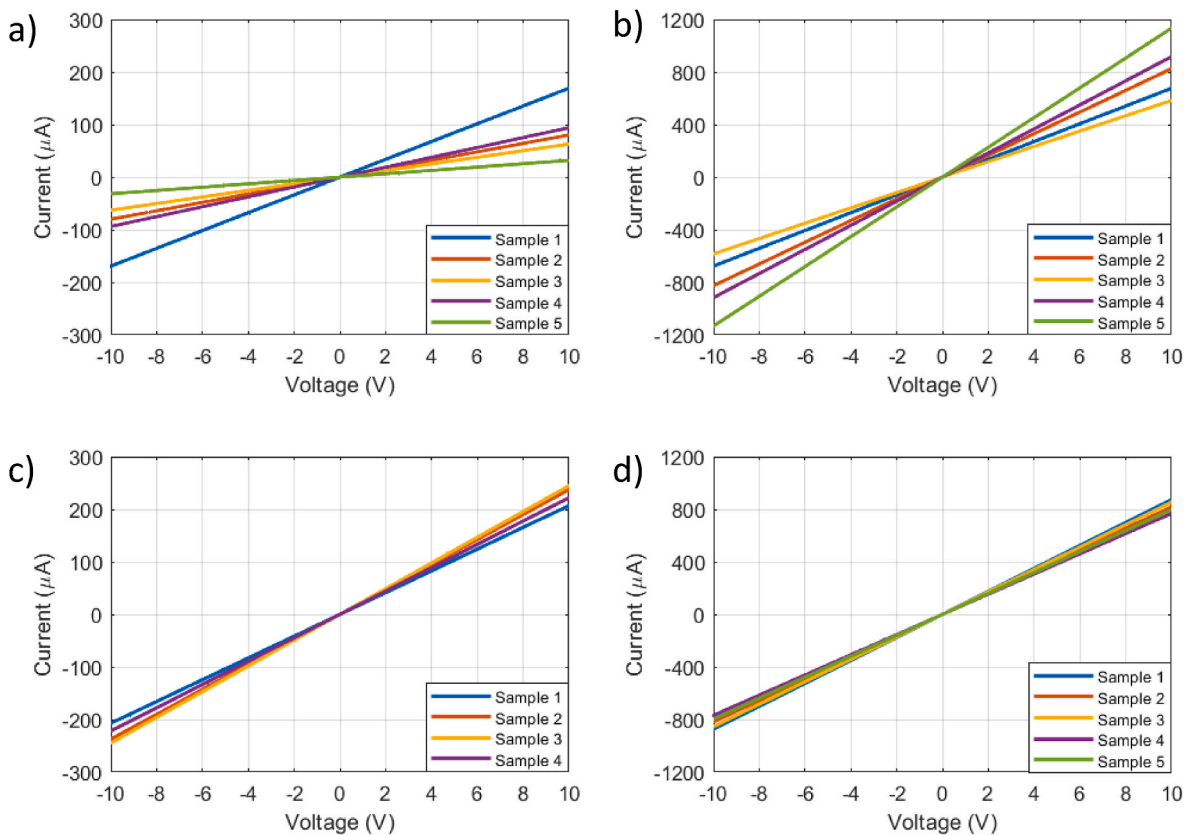 a)
300
200
100
0
-100
-200
-300
Current (μA)
-10 -8 -6 -4 -2 0 2 4 6 8 10
Voltage (V)
Sample 1
Sample 2
Sample 3
Sample 4
Sample 5
b)
1200
800
400
0
-400
-800
-1200
Current (μA)
-10 -8 -6 -4 -2 0 2 4 6 8 10
Voltage (V)
Sample 1
Sample 2
Sample 3
Sample 4
Sample 5
c)
300
200
100
0
-100
-200
-300
Current (μA)
-10 -8 -6 -4 -2 0 2 4 6 8 10
Voltage (V)
Sample 1
Sample 2
Sample 3
Sample 4
d)
1200
800
400
0
-400
-800
-1200
Current (μA)
-10 -8 -6 -4 -2 0 2 4 6 8 10
Voltage (V)
Sample 1
Sample 2
Sample 3
Sample 4
Sample 5